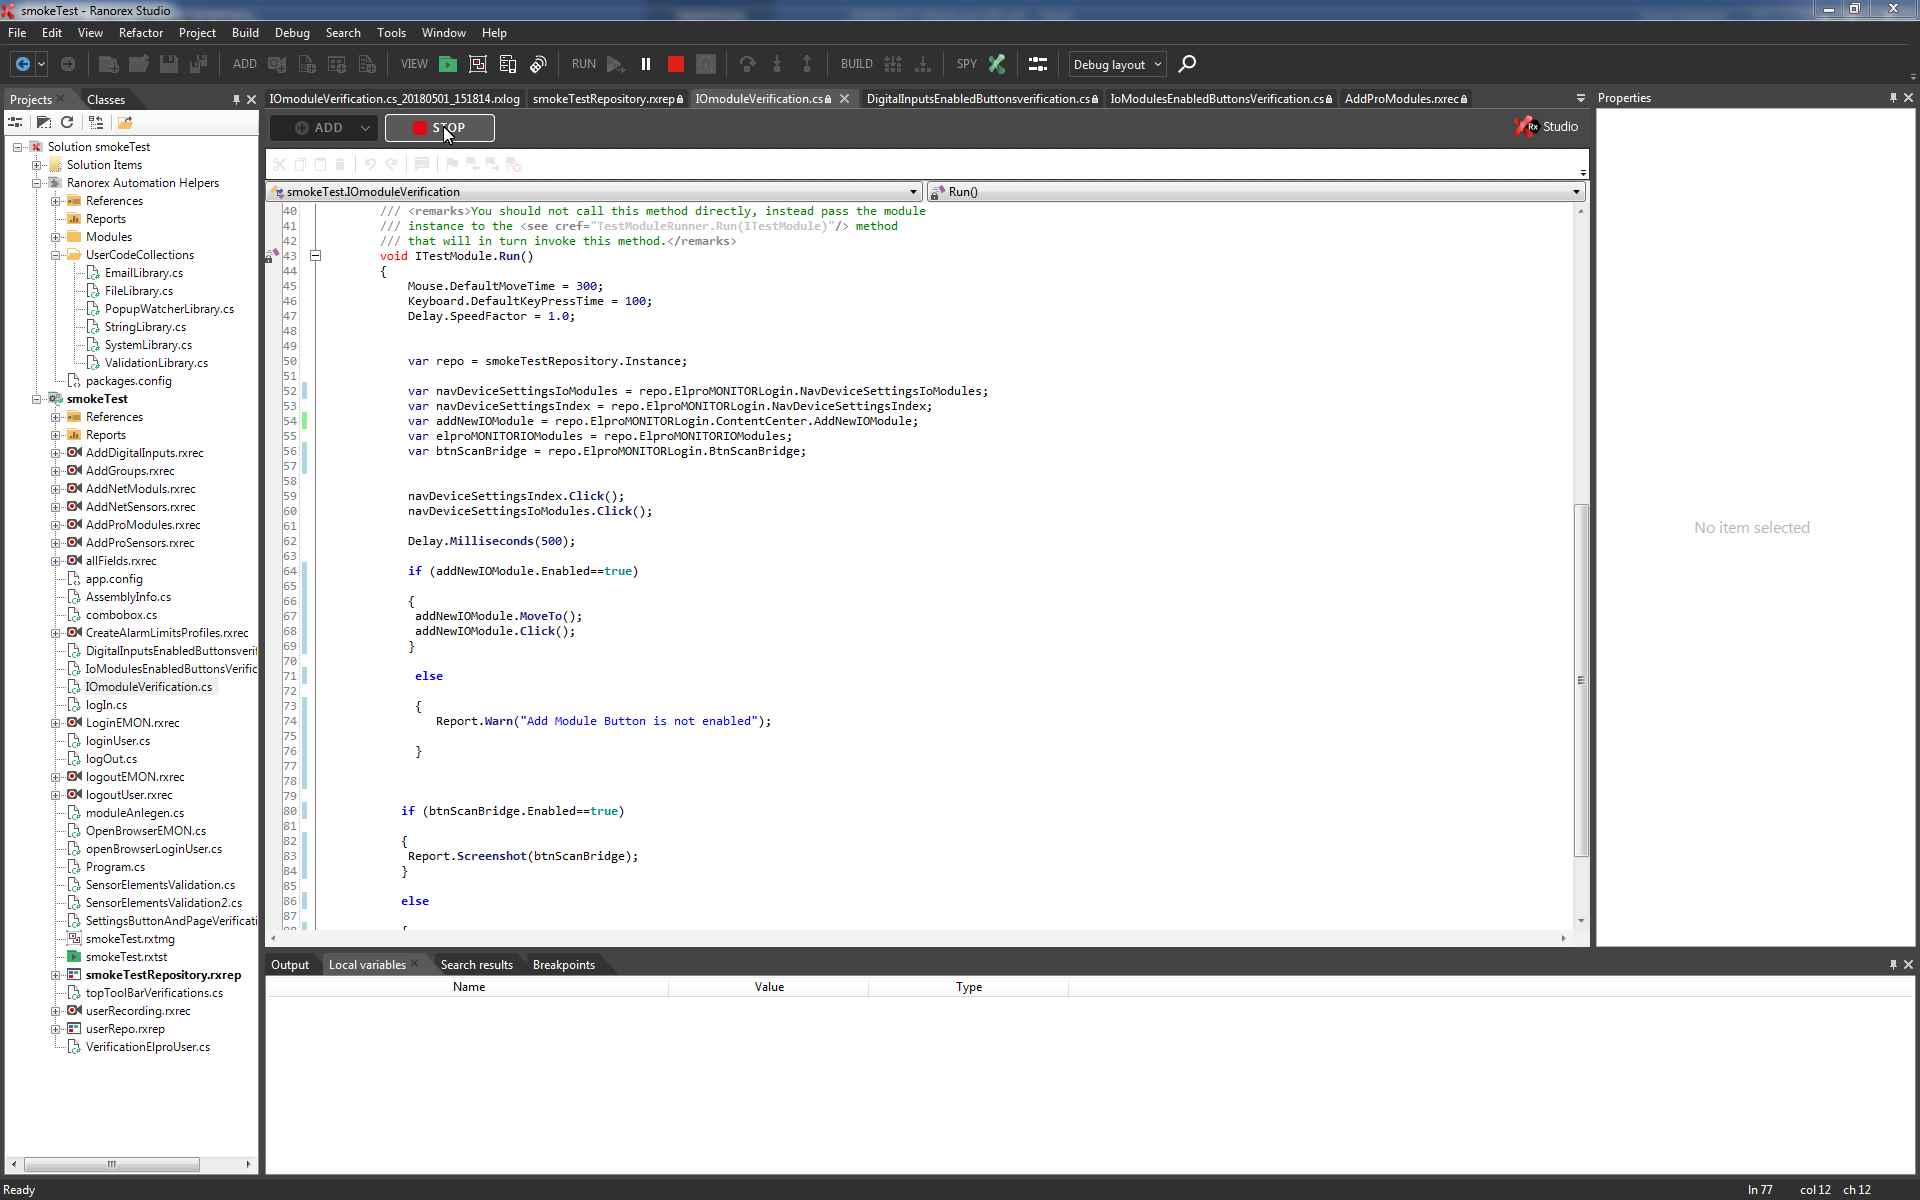 smokeTest - Ranorex Studio
File Edit View Refactor Project Build Debug Search Tools Window Help
ADD VIEW RUN BUILD SPY Debug layout
Projects Classes
IOmoduleVerification.cs_20180501_151814.rxlog smokeTestRepository.rxrep IOmoduleVerification.cs DigitalInputsEnabledButtonsverification.cs IoModulesEnabledButtonsVerification.cs AddProModules.rxrec
Properties
ADD STOP
Rx Studio
smokeTest.IOmoduleVerification Run()
Solution smokeTest
Solution Items
Ranorex Automation Helpers
References
Reports
Modules
UserCodeCollections
EmailLibrary.cs
FileLibrary.cs
PopupWatcherLibrary.cs
StringLibrary.cs
SystemLibrary.cs
ValidationLibrary.cs
packages.config
smokeTest
References
Reports
AddDigitalInputs.rxrec
AddGroups.rxrec
AddNetModuls.rxrec
AddNetSensors.rxrec
AddProModules.rxrec
AddProSensors.rxrec
allFields.rxrec
app.config
AssemblyInfo.cs
combobox.cs
CreateAlarmLimitsProfiles.rxrec
DigitalInputsEnabledButtonsverif
IoModulesEnabledButtonsVerific
IOmoduleVerification.cs
logIn.cs
LoginEMON.rxrec
loginUser.cs
logOut.cs
logoutEMON.rxrec
logoutUser.rxrec
moduleAnlegen.cs
OpenBrowserEMON.cs
openBrowserLoginUser.cs
Program.cs
SensorElementsValidation.cs
SensorElementsValidation2.cs
SettingsButtonAndPageVerificati
smokeTest.rxtmg
smokeTest.rxtst
smokeTestRepository.rxrep
topToolBarVerifications.cs
userRecording.rxrec
userRepo.rxrep
VerificationElproUser.cs
40 /// <remarks>You should not call this method directly, instead pass the module
41 /// instance to the <see cref="TestModuleRunner.Run(ITestModule)"/> method
42 /// that will in turn invoke this method.</remarks>
43 void ITestModule.Run()
44 {
45 Mouse.DefaultMoveTime = 300;
46 Keyboard.DefaultKeyPressTime = 100;
47 Delay.SpeedFactor = 1.0;
48
49
50 var repo = smokeTestRepository.Instance;
51
52 var navDeviceSettingsIoModules = repo.ElproMONITORLogin.NavDeviceSettingsIoModules;
53 var navDeviceSettingsIndex = repo.ElproMONITORLogin.NavDeviceSettingsIndex;
54 var addNewIOModule = repo.ElproMONITORLogin.ContentCenter.AddNewIOModule;
55 var elproMONITORIOModules = repo.ElproMONITORIOModules;
56 var btnScanBridge = repo.ElproMONITORLogin.BtnScanBridge;
57
58
59 navDeviceSettingsIndex.Click();
60 navDeviceSettingsIoModules.Click();
61
62 Delay.Milliseconds(500);
63
64 if (addNewIOModule.Enabled==true)
65
66 {
67 addNewIOModule.MoveTo();
68 addNewIOModule.Click();
69 }
70
71 else
72
73 {
74 Report.Warn("Add Module Button is not enabled");
75
76 }
77
78
79
80 if (btnScanBridge.Enabled==true)
81
82 {
83 Report.Screenshot(btnScanBridge);
84 }
85
86 else
87
88 {
No item selected
Output Local variables Search results Breakpoints
Name Value Type
Ready
ln 77 col 12 ch 12